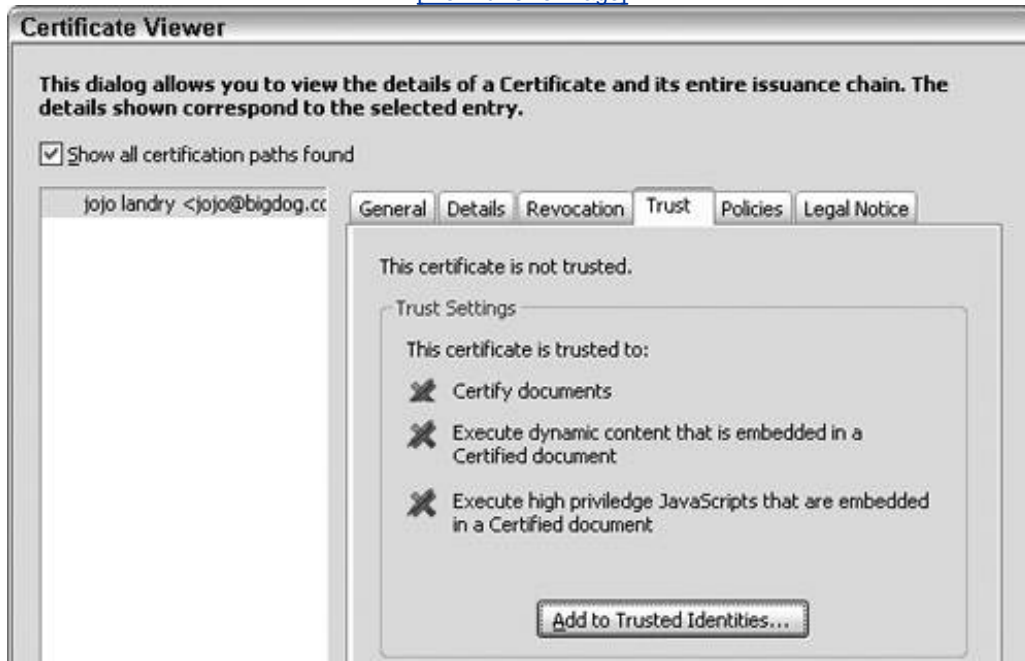 Certificate Viewer
This dialog allows you to view the details of a Certificate and its entire issuance chain. The
details shown correspond to the selected entry.
Show all certification paths found
jojo landry <jojo@bigdog.cc
General Details Revocation Trust Policies Legal Notice
This certificate is not trusted.
Trust Settings
This certificate is trusted to:
Certify documents
Execute dynamic content that is embedded in a
Certified document
Execute high priviledge JavaScripts that are embedded
in a Certified document
Add to Trusted Identities...